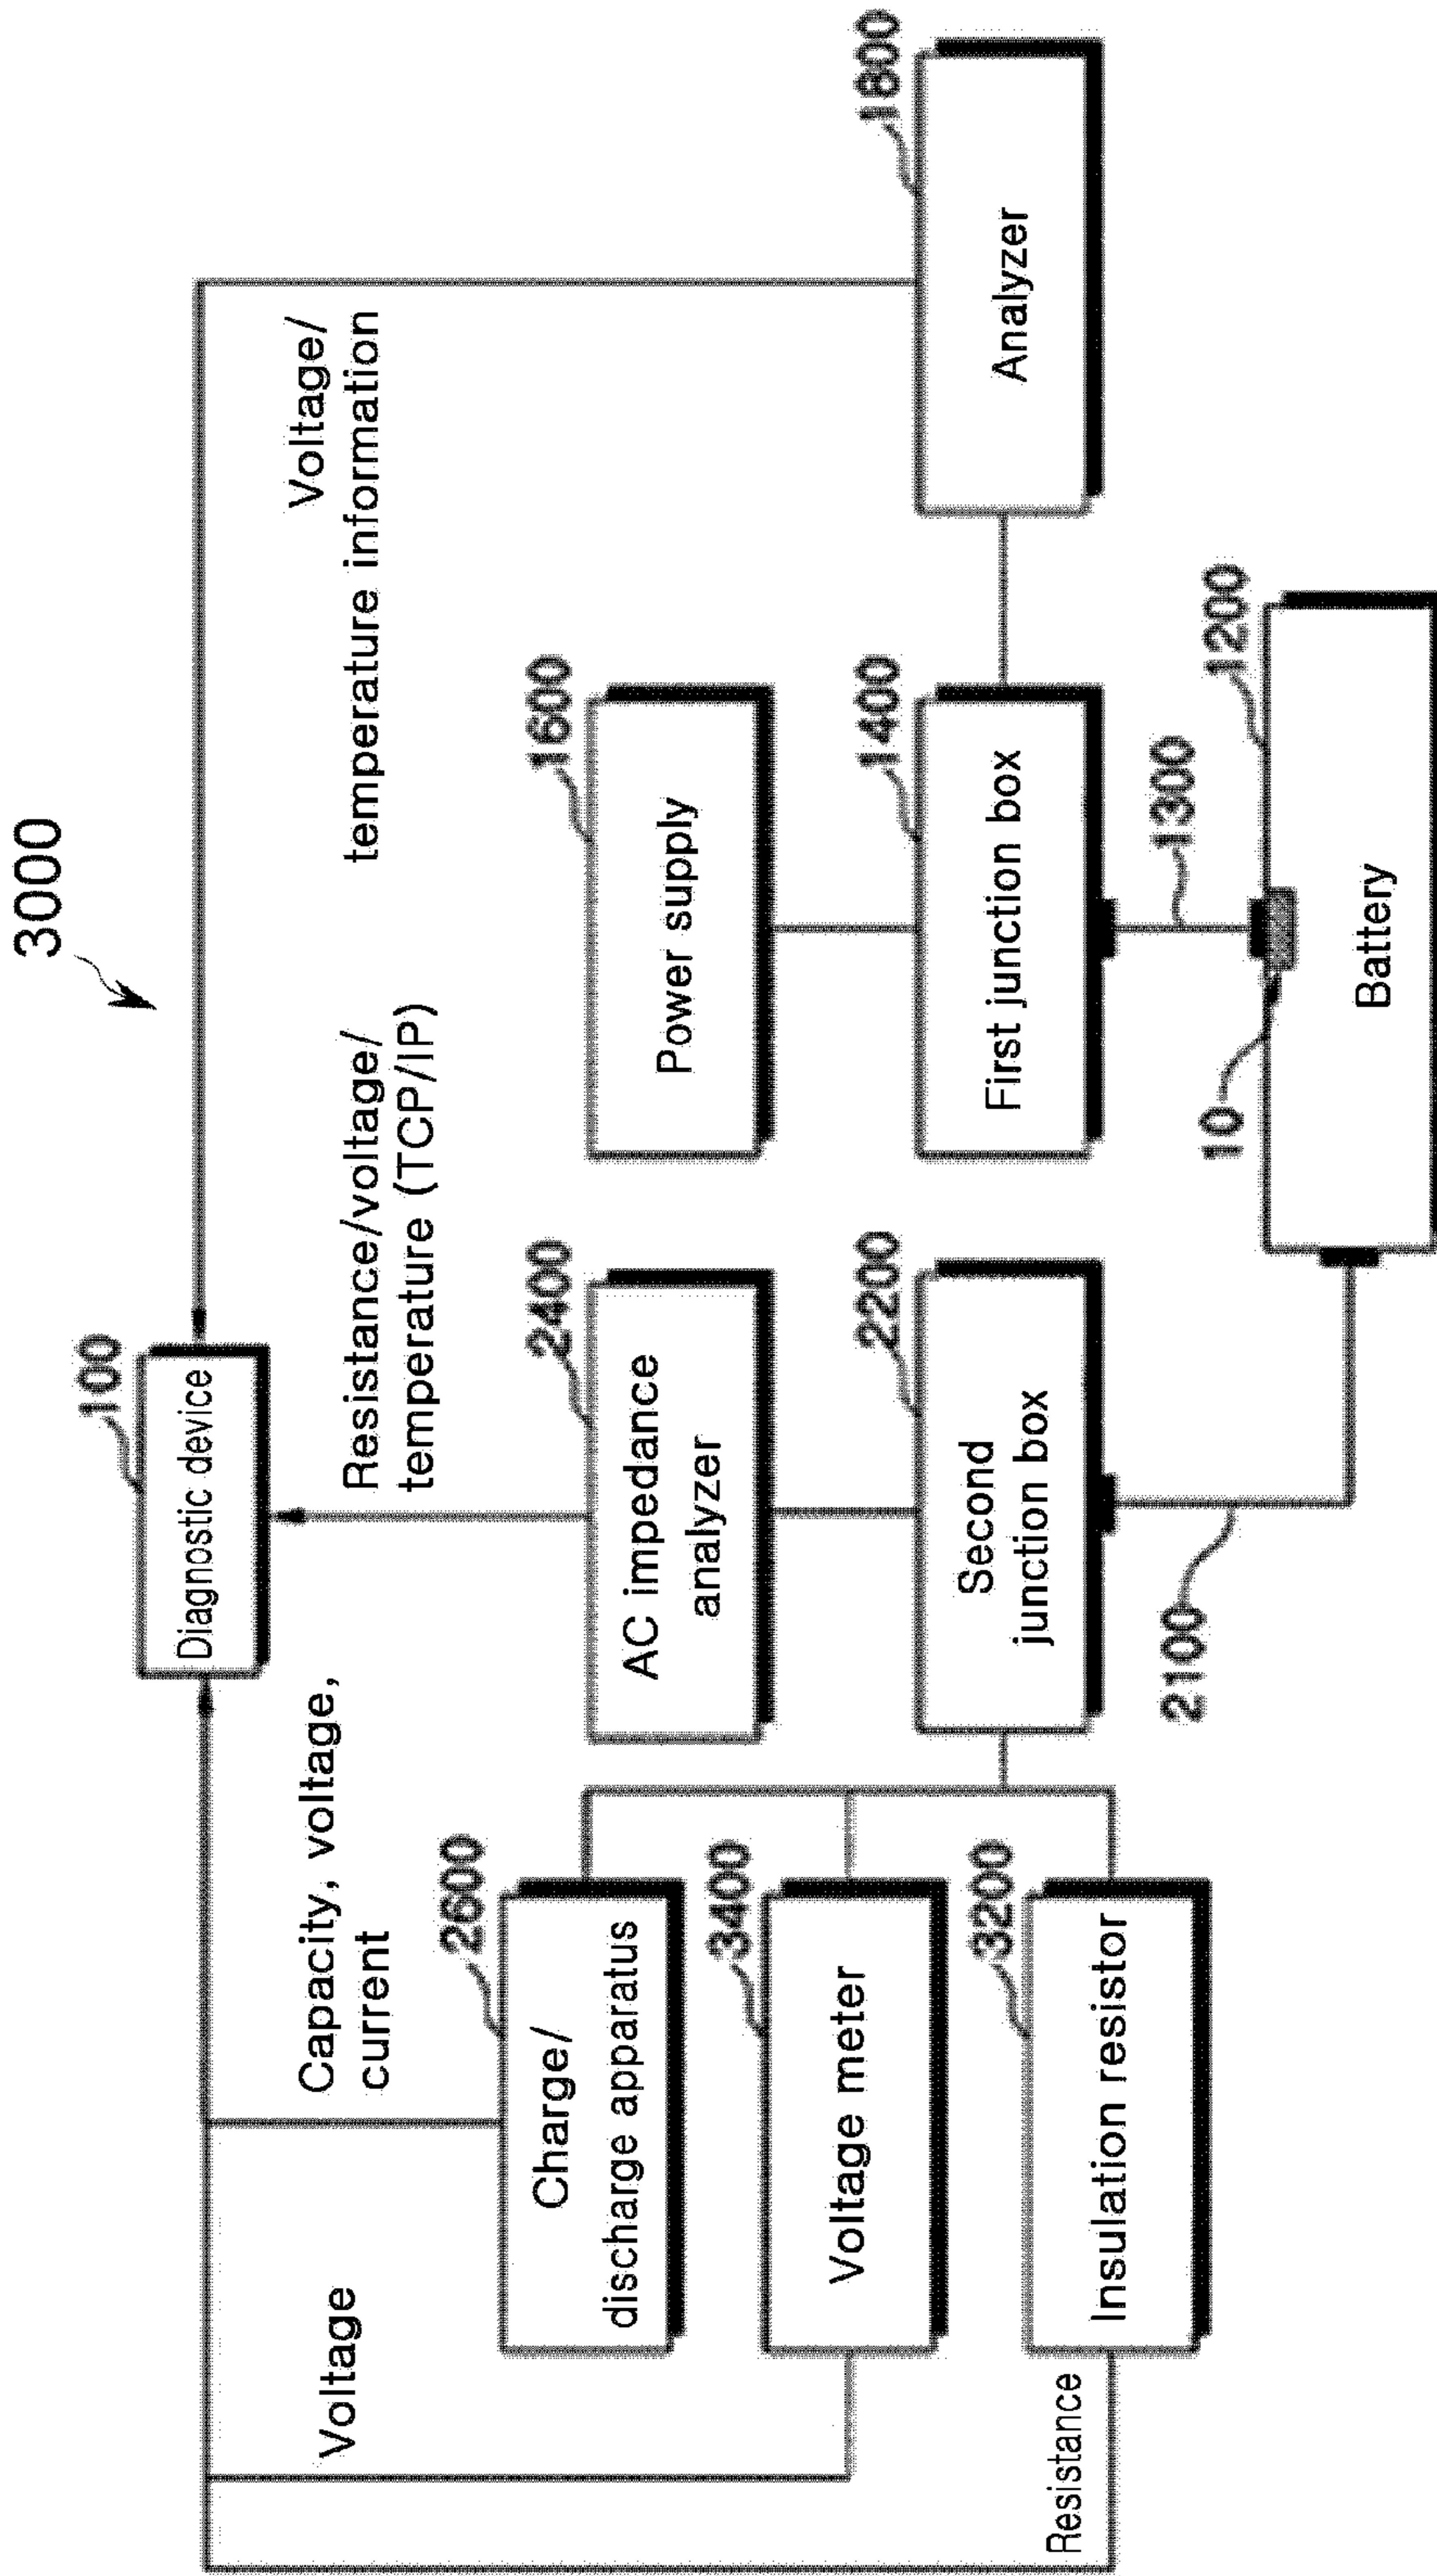 3000
100
Diagnostic device
Voltage/
temperature information
Capacity, voltage,
current
Resistance/voltage/
temperature (TCP/IP)
Voltage
2600
Charge/
discharge apparatus
2400
AC impedance
analyzer
1600
Power supply
3400
Voltage meter
2200
Second
junction box
1400
First junction box
1800
Analyzer
3200
Insulation resistor
Resistance
2100
1300
10
1200
Battery